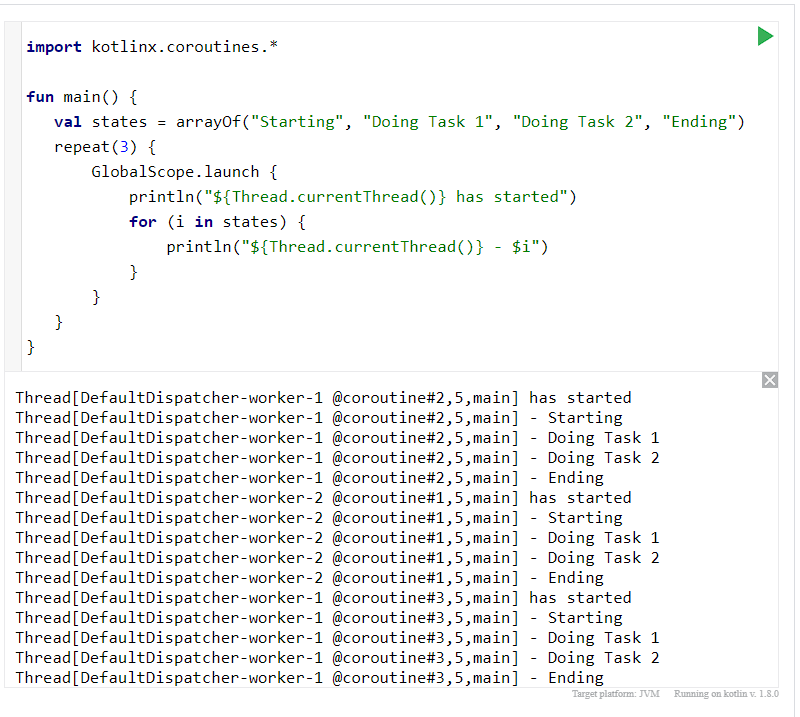 import kotlinx.coroutines.*
fun main() {
   val states = arrayOf("Starting", "Doing Task 1", "Doing Task 2", "Ending")
   repeat(3) {
       GlobalScope.launch {
           println("${Thread.currentThread()} has started")
           for (i in states) {
               println("${Thread.currentThread()} - $i")
           }
       }
   }
}
Thread[DefaultDispatcher-worker-1 @coroutine#2,5,main] has started
Thread[DefaultDispatcher-worker-1 @coroutine#2,5,main] - Starting
Thread[DefaultDispatcher-worker-1 @coroutine#2,5,main] - Doing Task 1
Thread[DefaultDispatcher-worker-1 @coroutine#2,5,main] - Doing Task 2
Thread[DefaultDispatcher-worker-1 @coroutine#2,5,main] - Ending
Thread[DefaultDispatcher-worker-2 @coroutine#1,5,main] has started
Thread[DefaultDispatcher-worker-2 @coroutine#1,5,main] - Starting
Thread[DefaultDispatcher-worker-2 @coroutine#1,5,main] - Doing Task 1
Thread[DefaultDispatcher-worker-2 @coroutine#1,5,main] - Doing Task 2
Thread[DefaultDispatcher-worker-2 @coroutine#1,5,main] - Ending
Thread[DefaultDispatcher-worker-1 @coroutine#3,5,main] has started
Thread[DefaultDispatcher-worker-1 @coroutine#3,5,main] - Starting
Thread[DefaultDispatcher-worker-1 @coroutine#3,5,main] - Doing Task 1
Thread[DefaultDispatcher-worker-1 @coroutine#3,5,main] - Doing Task 2
Thread[DefaultDispatcher-worker-1 @coroutine#3,5,main] - Ending
Target platform: JVM Running on kotlin v. 1.8.0